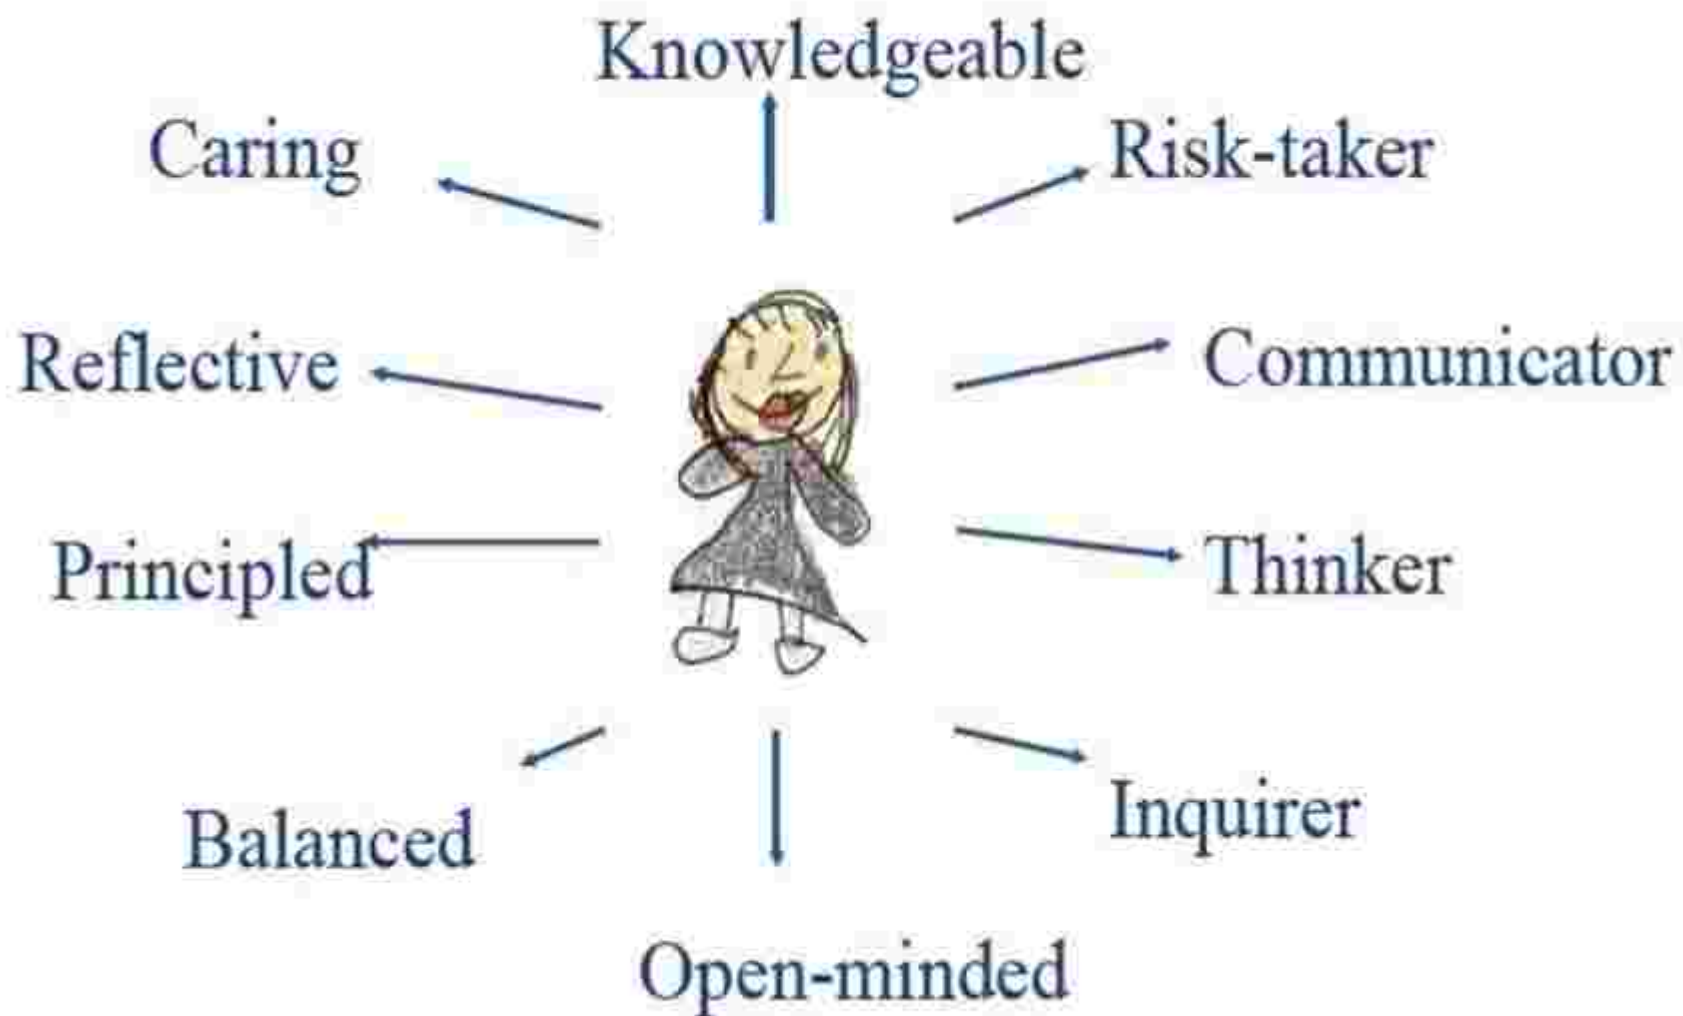 Knowledgeable
Caring
Risk-taker
Reflective
Communicator
Principled
Thinker
Balanced
Inquirer
Open-minded